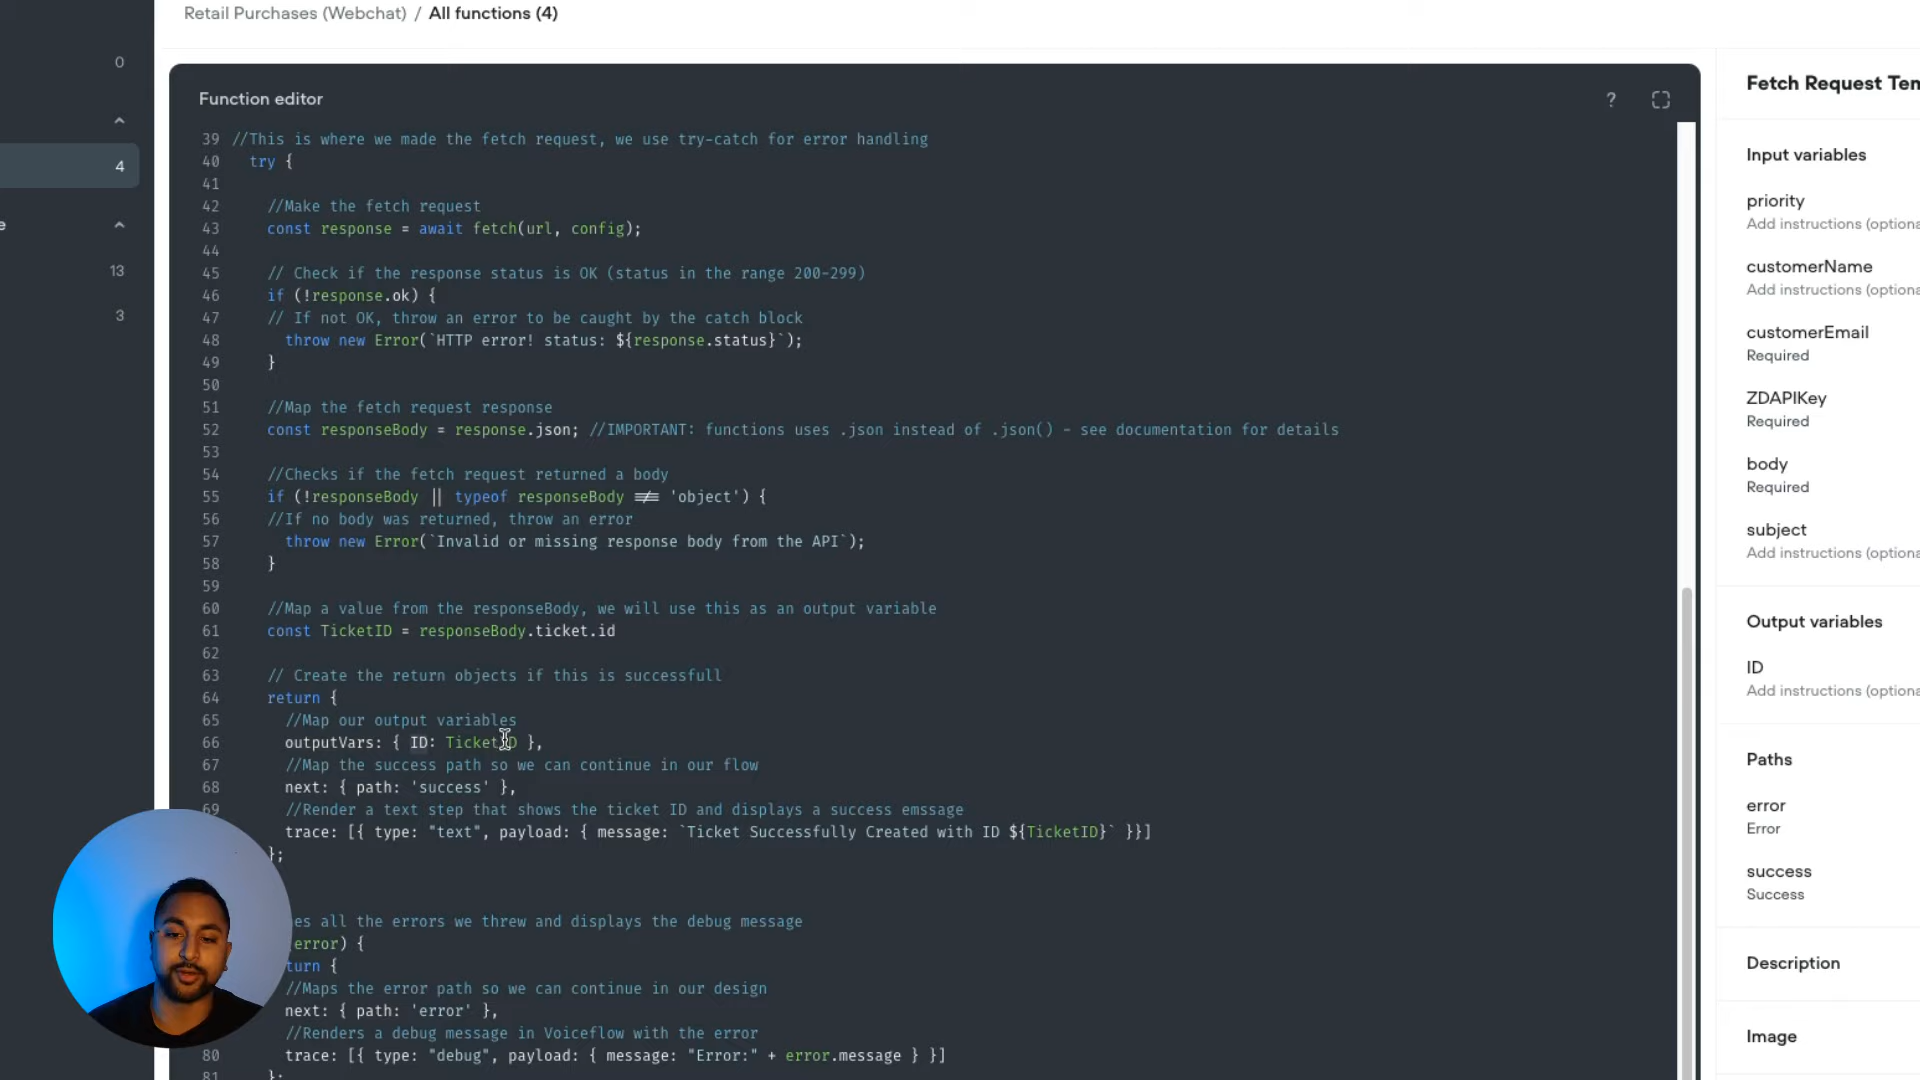 Retail Purchases (Webchat) / All functions (4)
0
4
13
3
Function editor
?
39 //This is where we made the fetch request, we use try-catch for error handling
40 try {
41
42 //Make the fetch request
43 const response = await fetch(url, config);
44
45 // Check if the response status is OK (status in the range 200-299)
46 if (!response.ok) {
47 // If not OK, throw an error to be caught by the catch block
48 throw new Error(`HTTP error! status: ${response.status}`);
49 }
50
51 //Map the fetch request response
52 const responseBody = response.json; //IMPORTANT: functions uses .json instead of .json() - see documentation for details
53
54 //Checks if the fetch request returned a body
55 if (!responseBody || typeof responseBody !== 'object') {
56 //If no body was returned, throw an error
57 throw new Error(`Invalid or missing response body from the API`);
58 }
59
60 //Map a value from the responseBody, we will use this as an output variable
61 const TicketID = responseBody.ticket.id
62
63 // Create the return objects if this is successfull
64 return {
65 //Map our output variables
66 outputVars: { ID: TicketID },
67 //Map the success path so we can continue in our flow
68 next: { path: 'success' },
69 //Render a text step that shows the ticket ID and displays a success emssage
trace: [{ type: "text", payload: { message: `Ticket Successfully Created with ID ${TicketID}` }}]
};
es all the errors we threw and displays the debug message
error) {
turn {
//Maps the error path so we can continue in our design
next: { path: 'error' },
//Renders a debug message in Voiceflow with the error
80 trace: [{ type: "debug", payload: { message: "Error:" + error.message } }]
81 };
Fetch Request Tem
Input variables
priority
Add instructions (optiona
customerName
Add instructions (optiona
customerEmail
Required
ZDAPIKey
Required
body
Required
subject
Add instructions (optiona
Output variables
ID
Add instructions (optiona
Paths
error
Error
success
Success
Description
Image